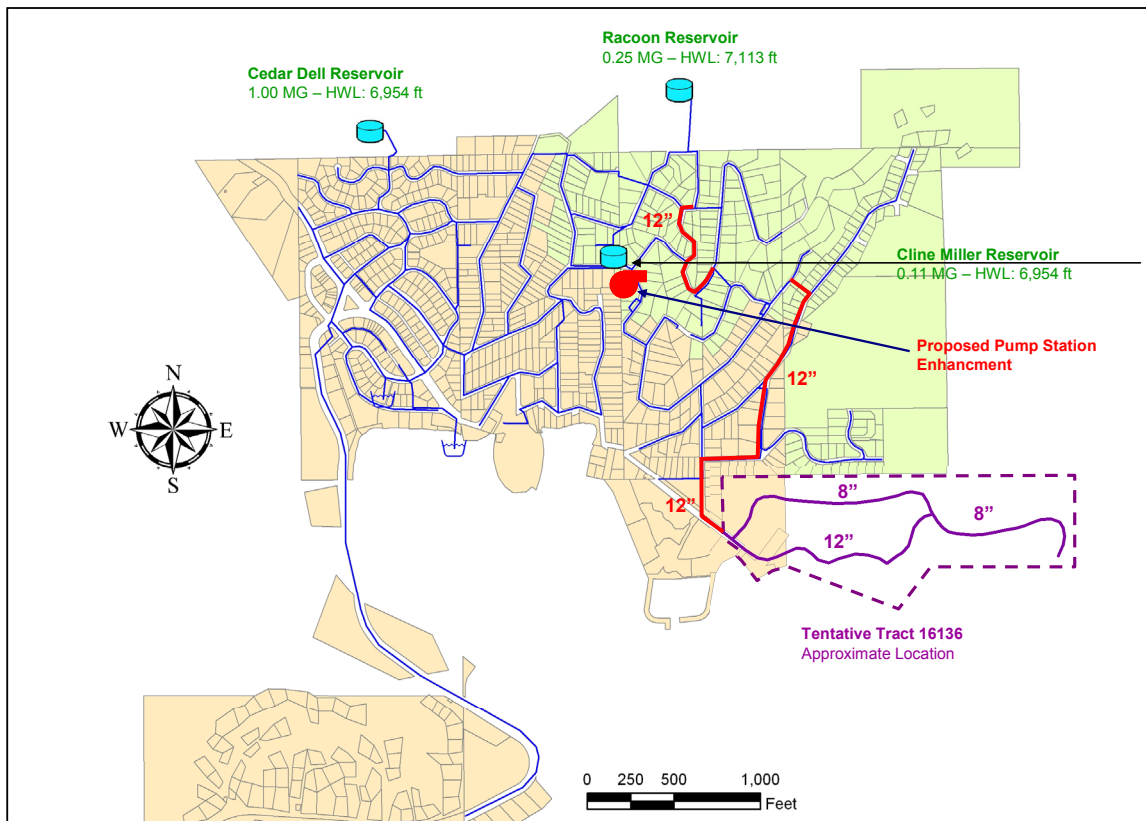 Racoon Reservoir
0.25 MG – HWL: 7,113 ft
Cedar Dell Reservoir
1.00 MG – HWL: 6,954 ft
12”
Cline Miller Reservoir
0.11 MG – HWL: 6,954 ft
Proposed Pump Station
Enhancment
12”
N
W
E
S
12”
8”
8”
12”
Tentative Tract 16136
Approximate Location
0 250 500 1,000
Feet